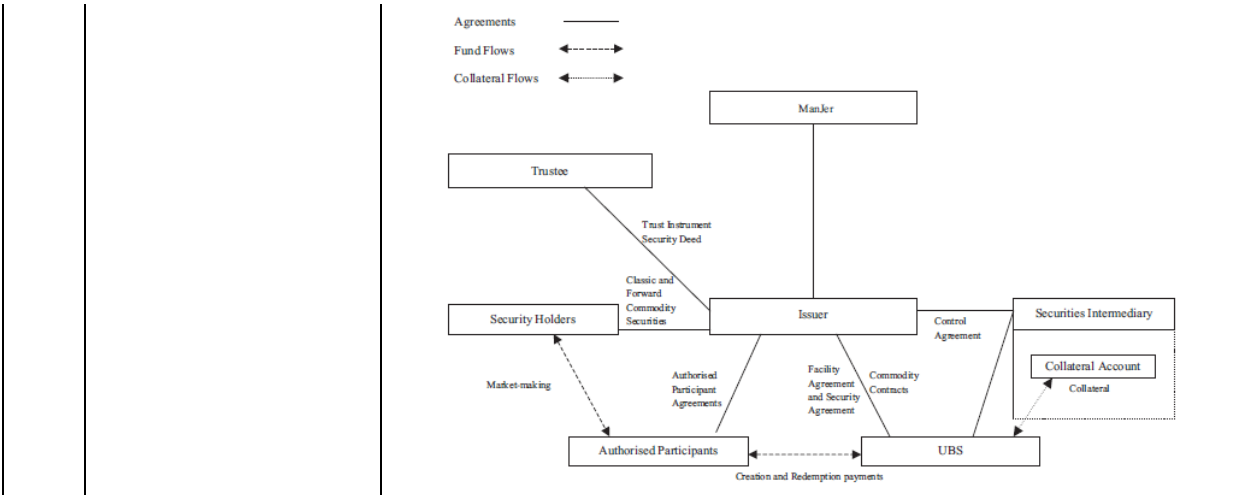 Agreements
Fund Flows
Collateral Flows
ManJer
Trustee
Trust Instrument
Security Deed
Classic and
Forward
Commodity
Securities
Security Holders
Issuer
Securities Intermediary
Control
Agreement
Collateral Account
Collateral
Market-making
Authorised
Participant
Agreements
Facility
Agreement
and Security
Agreement
Commodity
Contracts
Authorised Participants
UBS
Creation and Redemption payments